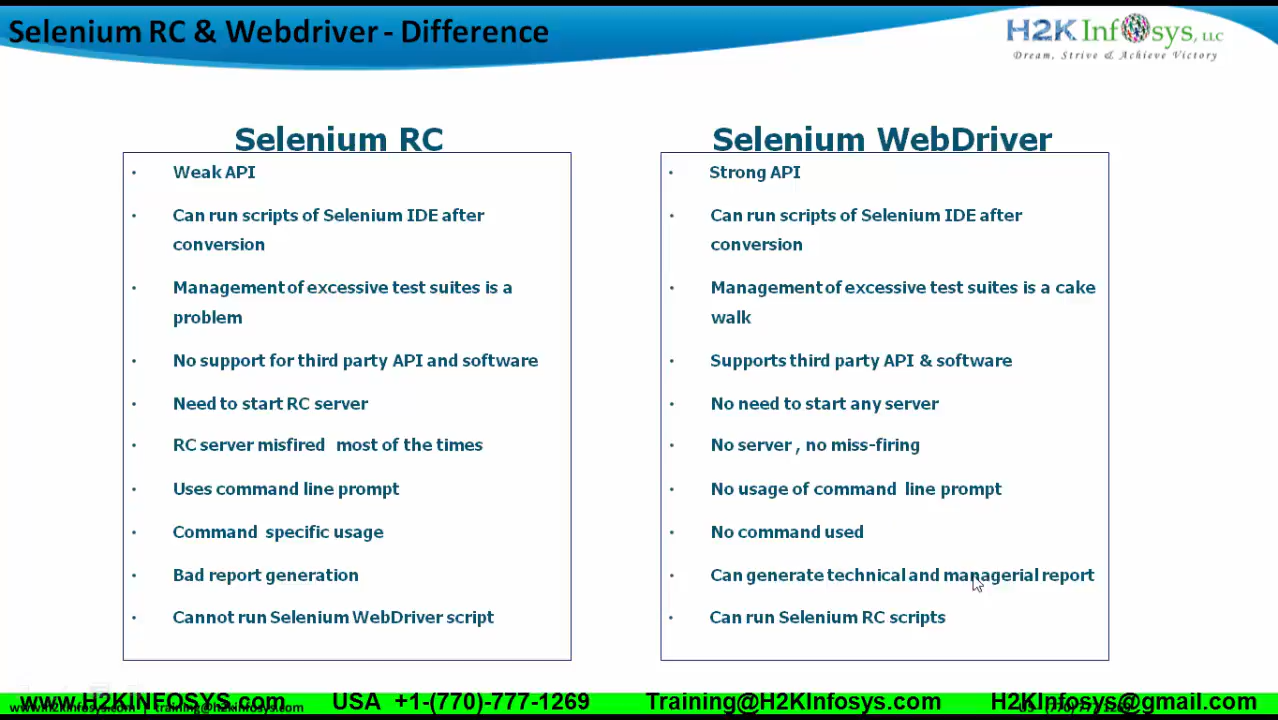 Selenium RC & Webdriver - Difference
H2K Infosys, LLC
Dream, Strive & Achieve Victory
Selenium RC
• Weak API
• Can run scripts of Selenium IDE after
conversion
• Management of excessive test suites is a
problem
• No support for third party API and software
• Need to start RC server
• RC server misfired most of the times
• Uses command line prompt
• Command specific usage
• Bad report generation
• Cannot run Selenium WebDriver script
Selenium WebDriver
• Strong API
• Can run scripts of Selenium IDE after
conversion
• Management of excessive test suites is a cake
walk
• Supports third party API & software
• No need to start any server
• No server , no miss-firing
• No usage of command line prompt
• No command used
• Can generate technical and managerial report
• Can run Selenium RC scripts
www.H2KINFOSYS.com USA +1-(770)-777-1269 Training@H2KInfosys.com H2KInfosys@gmail.com
www.h2kinfosys.com | training@h2kinfosys.com